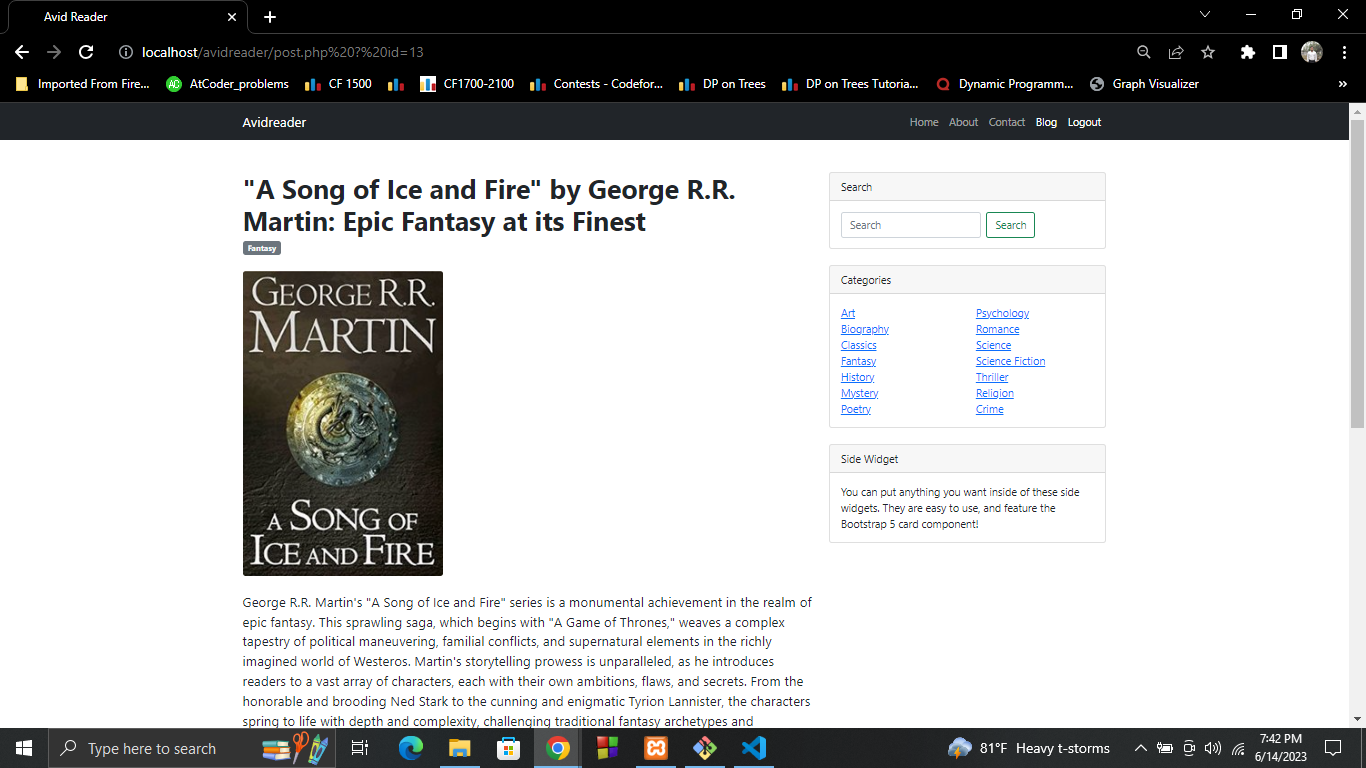 Avid Reader
localhost/avidreader/post.php%20?%20id=13
Imported From Fire...
AtCoder_problems
CF 1500
CF1700-2100
Contests - Codefor...
DP on Trees
DP on Trees Tutoria...
Dynamic Programm...
Graph Visualizer
»
Avidreader
Home About Contact Blog Logout
"A Song of Ice and Fire" by George R.R.
Martin: Epic Fantasy at its Finest
Fantasy
GEORGE R.R.
MARTIN
A SONG OF
ICE AND FIRE
George R.R. Martin's "A Song of Ice and Fire" series is a monumental achievement in the realm of
epic fantasy. This sprawling saga, which begins with "A Game of Thrones," weaves a complex
tapestry of political maneuvering, familial conflicts, and supernatural elements in the richly
imagined world of Westeros. Martin's storytelling prowess is unparalleled, as he introduces
readers to a vast array of characters, each with their own ambitions, flaws, and secrets. From the
honorable and brooding Ned Stark to the cunning and enigmatic Tyrion Lannister, the characters
spring to life with depth and complexity, challenging traditional fantasy archetypes and
Search
Search Search
Categories
Art
Biography
Classics
Fantasy
History
Mystery
Poetry
Psychology
Romance
Science
Science Fiction
Thriller
Religion
Crime
Side Widget
You can put anything you want inside of these side
widgets. They are easy to use, and feature the
Bootstrap 5 card component!
Type here to search
81°F Heavy t-storms
7:42 PM
6/14/2023